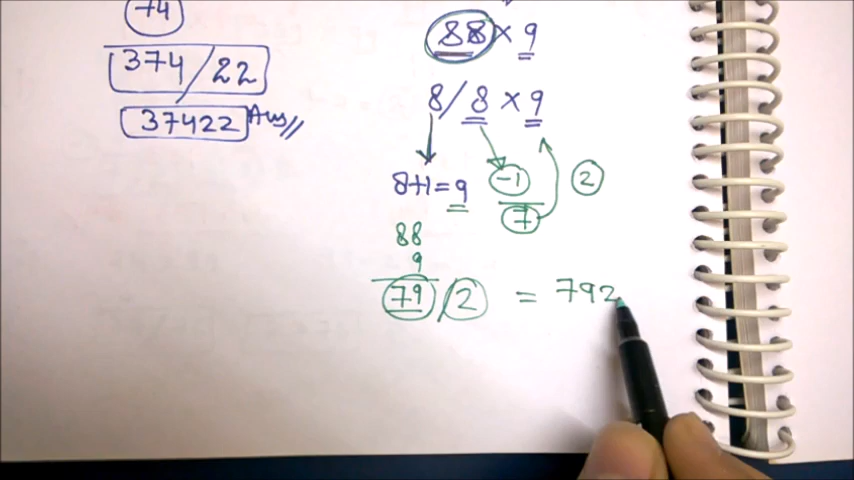 74
374/22
37422 Ans//
88 × 9
8/8 × 9
8+1=9 -1 2
7
88
9
79/2 = 792